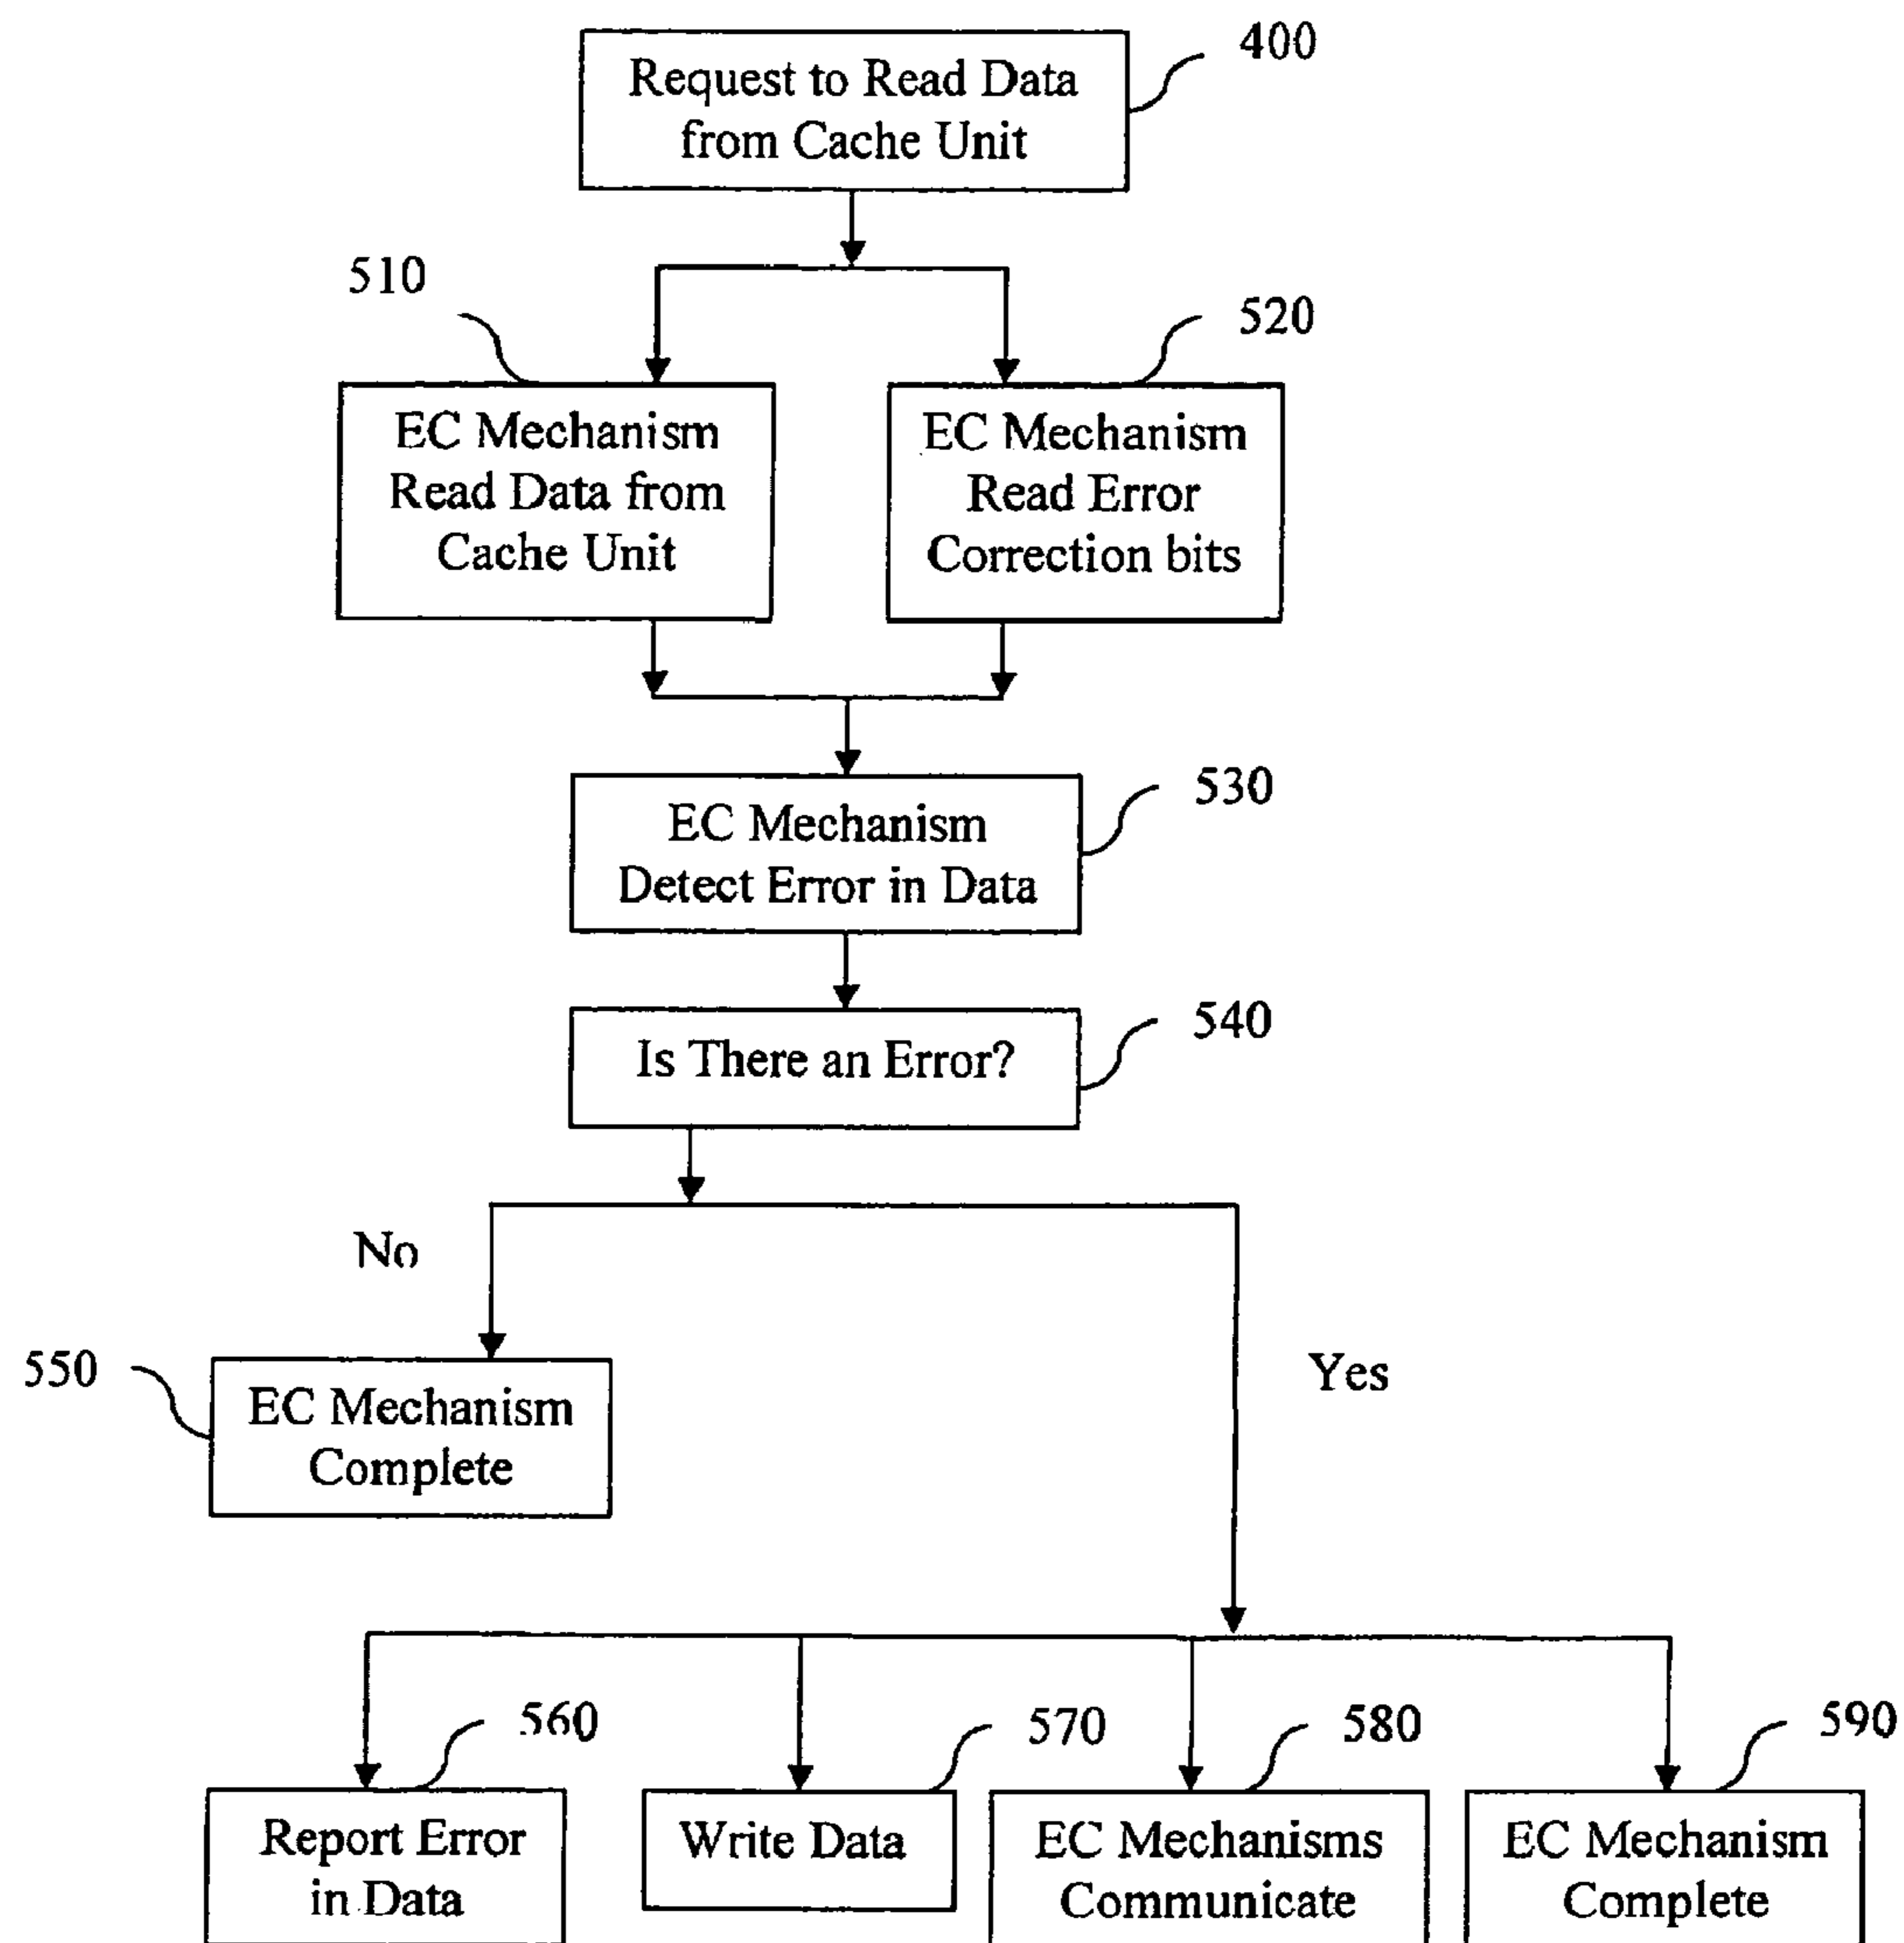 Request to Read Data
from Cache Unit
400
510
520
EC Mechanism
Read Data from
Cache Unit
EC Mechanism
Read Error
Correction bits
530
EC Mechanism
Detect Error in Data
540
Is There an Error?
No
Yes
550
EC Mechanism
Complete
560
570
580
590
Report Error
in Data
Write Data
EC Mechanisms
Communicate
EC Mechanism
Complete